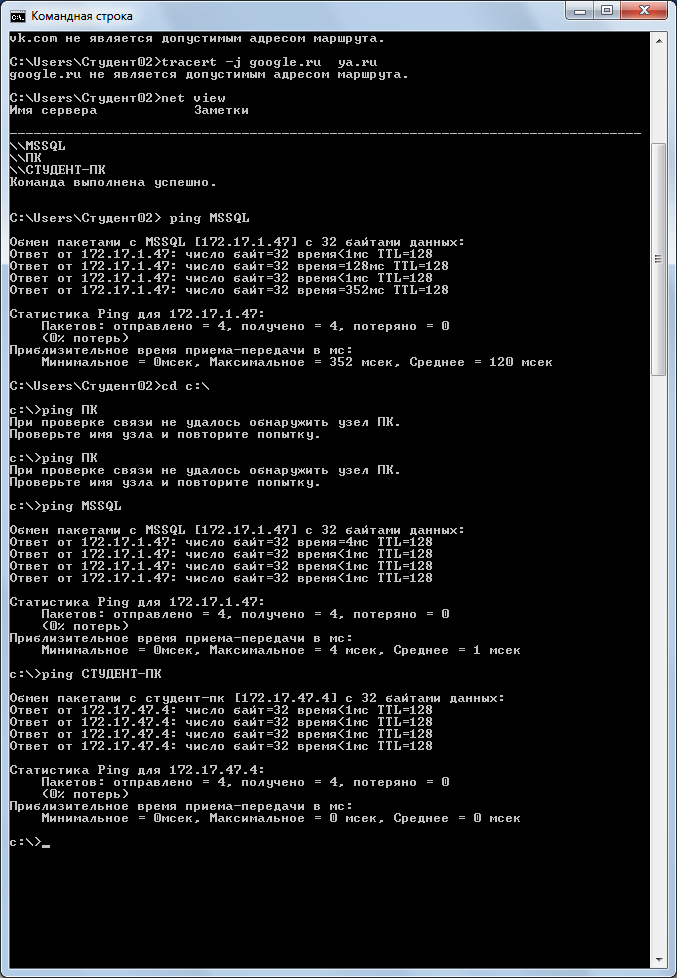 Командная строка
vk.com не является допустимым адресом маршрута.
C:\Users\Студент02>tracert -j google.ru  ya.ru
google.ru не является допустимым адресом маршрута.
C:\Users\Студент02>net view
Имя сервера            Заметки
-------------------------------------------------------------------------------
\\MSSQL
\\ПК
\\СТУДЕНТ-ПК
Команда выполнена успешно.
C:\Users\Студент02> ping MSSQL
Обмен пакетами с MSSQL [172.17.1.47] с 32 байтами данных:
Ответ от 172.17.1.47: число байт=32 время<1мс TTL=128
Ответ от 172.17.1.47: число байт=32 время=128мс TTL=128
Ответ от 172.17.1.47: число байт=32 время<1мс TTL=128
Ответ от 172.17.1.47: число байт=32 время=352мс TTL=128
Статистика Ping для 172.17.1.47:
    Пакетов: отправлено = 4, получено = 4, потеряно = 0
    (0% потерь)
Приблизительное время приема-передачи в мс:
    Минимальное = 0мсек, Максимальное = 352 мсек, Среднее = 120 мсек
C:\Users\Студент02>cd c:\
c:\>ping ПК
При проверке связи не удалось обнаружить узел ПК.
Проверьте имя узла и повторите попытку.
c:\>ping ПК
При проверке связи не удалось обнаружить узел ПК.
Проверьте имя узла и повторите попытку.
c:\>ping MSSQL
Обмен пакетами с MSSQL [172.17.1.47] с 32 байтами данных:
Ответ от 172.17.1.47: число байт=32 время=4мс TTL=128
Ответ от 172.17.1.47: число байт=32 время<1мс TTL=128
Ответ от 172.17.1.47: число байт=32 время<1мс TTL=128
Ответ от 172.17.1.47: число байт=32 время<1мс TTL=128
Статистика Ping для 172.17.1.47:
    Пакетов: отправлено = 4, получено = 4, потеряно = 0
    (0% потерь)
Приблизительное время приема-передачи в мс:
    Минимальное = 0мсек, Максимальное = 4 мсек, Среднее = 1 мсек
c:\>ping СТУДЕНТ-ПК
Обмен пакетами с студент-пк [172.17.47.4] с 32 байтами данных:
Ответ от 172.17.47.4: число байт=32 время<1мс TTL=128
Ответ от 172.17.47.4: число байт=32 время<1мс TTL=128
Ответ от 172.17.47.4: число байт=32 время<1мс TTL=128
Ответ от 172.17.47.4: число байт=32 время<1мс TTL=128
Статистика Ping для 172.17.47.4:
    Пакетов: отправлено = 4, получено = 4, потеряно = 0
    (0% потерь)
Приблизительное время приема-передачи в мс:
    Минимальное = 0мсек, Максимальное = 0 мсек, Среднее = 0 мсек
c:\>_